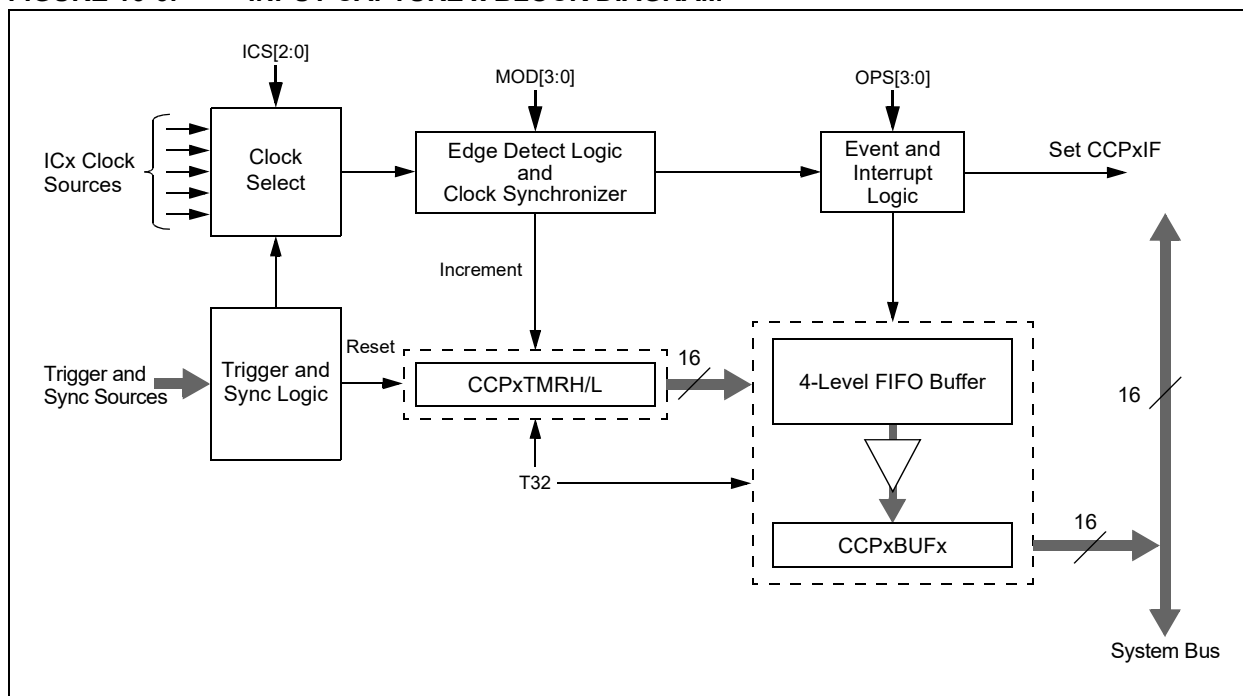 ICS[2:0]
MOD[3:0]
OPS[3:0]
ICx Clock
Sources
Clock
Select
Edge Detect Logic
and
Clock Synchronizer
Event and
Interrupt
Logic
Set CCPxIF
Increment
Trigger and
Sync Sources
Trigger and
Sync Logic
Reset
CCPxTMRH/L
16
4-Level FIFO Buffer
16
T32
CCPxBUFx
16
System Bus